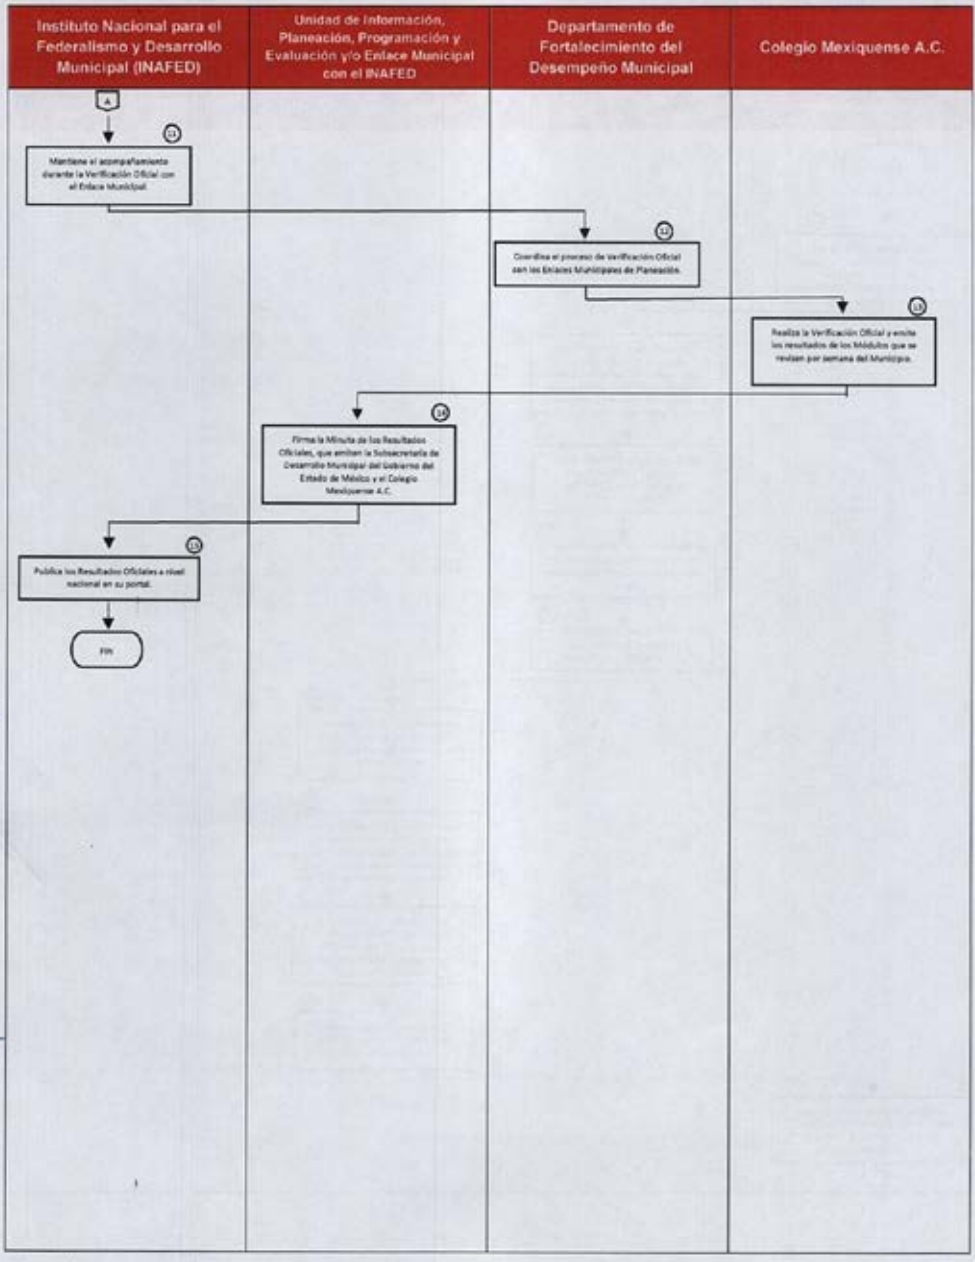 Instituto Nacional para el
Federalismo y Desarrollo
Municipal (INAFED)
Unidad de Información,
Planeación, Programación y
Evaluación y/o Enlace Municipal
con el INAFED
Departamento de
Fortalecimiento del
Desempeño Municipal
Colegio Mexiquense A.C.
A
11
Mantiene el acompañamiento
durante la Verificación Oficial con
el Enlace Municipal.
12
Coordina el proceso de Verificación Oficial
con los Enlaces Municipales de Planeación.
13
Realiza la Verificación Oficial y emite
los resultados de los Módulos que se
revisen por semana del Municipio.
14
Firma la Minuta de los Resultados
Oficiales, que emiten la Subsecretaría de
Desarrollo Municipal del Gobierno del
Estado de México y el Colegio
Mexiquense A.C.
15
Publica los Resultados Oficiales a nivel
nacional en su portal.
FIN